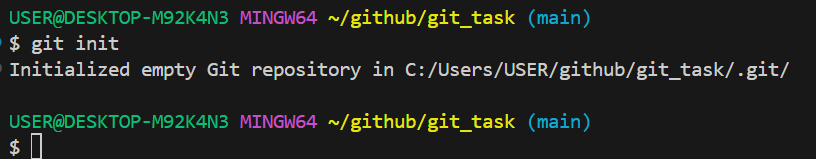 USER@DESKTOP-M92K4N3 MINGW64 ~/github/git_task (main)
$ git init
Initialized empty Git repository in C:/Users/USER/github/git_task/.git/
USER@DESKTOP-M92K4N3 MINGW64 ~/github/git_task (main)
$